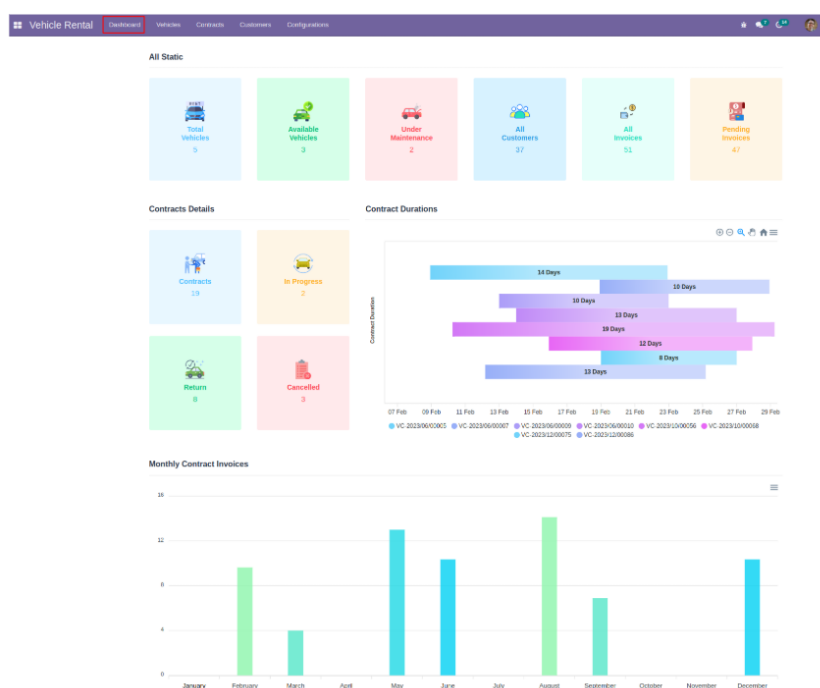 Vehicle Rental Dashboard Vehicles Contracts Customers Configurations
All Static
Total Vehicles
5
Available Vehicles
3
Under Maintenance
2
All Customers
37
All Invoices
51
Pending Invoices
47
Contracts Details
Contracts
19
In Progress
2
Return
8
Cancelled
3
Contract Durations
Contract Duration
14 Days
10 Days
10 Days
13 Days
19 Days
12 Days
8 Days
13 Days
07 Feb 09 Feb 11 Feb 13 Feb 15 Feb 17 Feb 19 Feb 21 Feb 23 Feb 25 Feb 27 Feb 29 Feb
VC-2023/06/00005 VC-2023/06/00007 VC-2023/06/00009 VC-2023/06/00010 VC-2023/10/00056 VC-2023/10/00068
VC-2023/12/00075 VC-2023/12/00086
Monthly Contract Invoices
16
12
8
4
0
January February March April May June July August September October November December